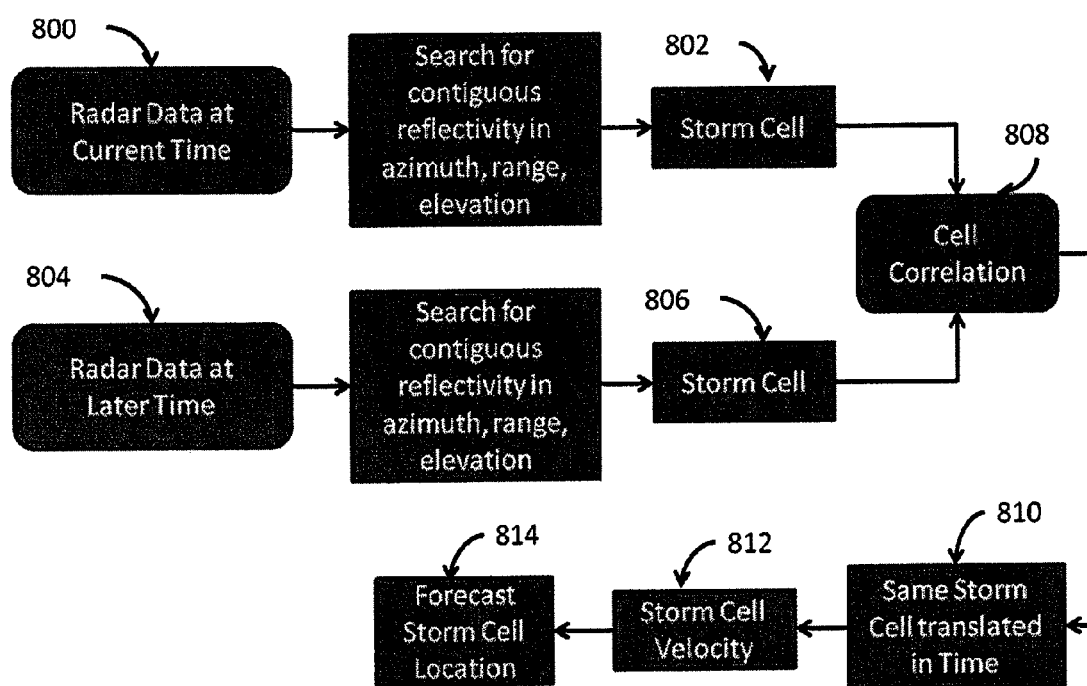 800
Radar Data at
Current Time
Search for
contiguous
reflectivity in
azimuth, range,
elevation
802
Storm Cell
808
Cell
Correlation
804
Radar Data at
Later Time
Search for
contiguous
reflectivity in
azimuth, range,
elevation
806
Storm Cell
810
Same Storm
Cell translated
in Time
812
Storm Cell
Velocity
814
Forecast
Storm Cell
Location